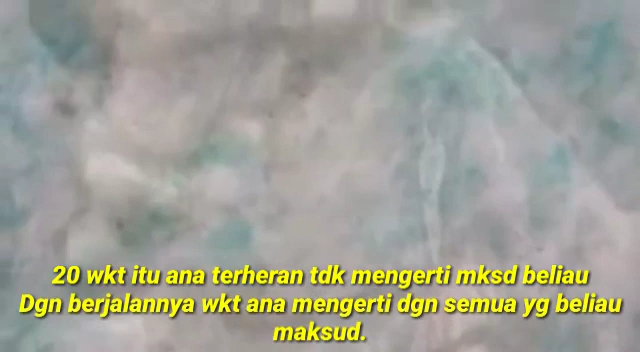 20 wkt itu ana terheran tdk mengerti mksd beliau
Dgn berjalannya wkt ana mengerti dgn semua yg beliau
maksud.